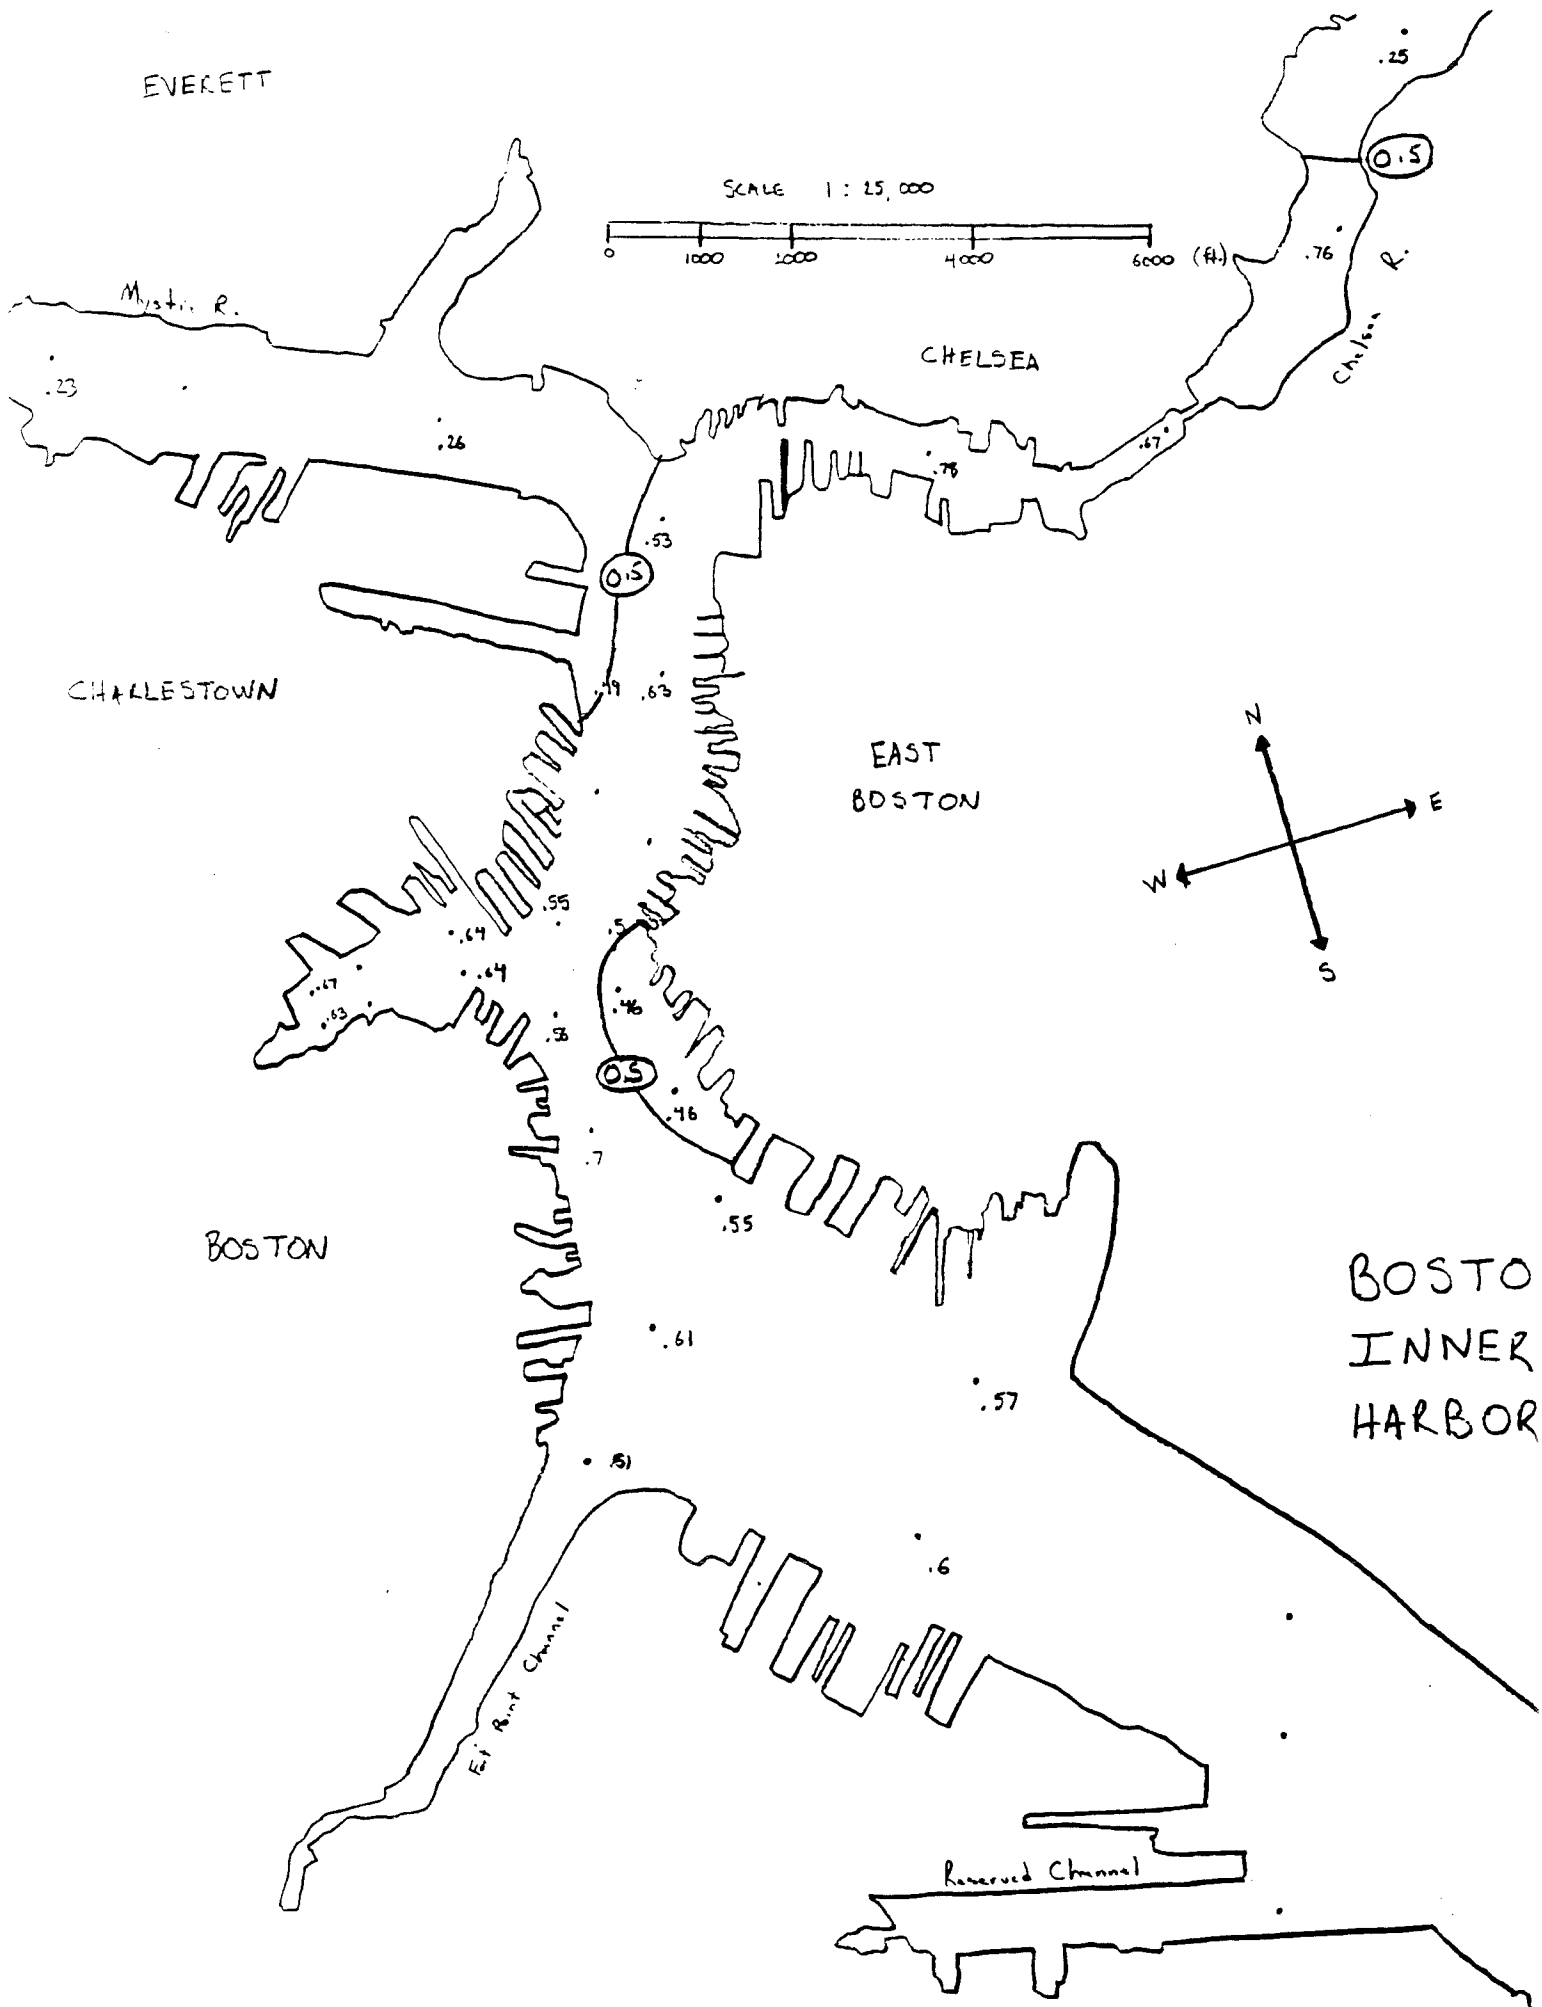 .25
EVERETT
0.5
SCALE 1 : 25,000
0 1000 2000 4000 6000 (ft.)
.76
Chelsea R.
Mystic R.
CHELSEA
.23
.26
.67
.78
.53
0.5
CHARLESTOWN
.49 .63
EAST
BOSTON
N
E
W
S
.55
.64
.5
.64
.67
.46
.63
.56
0.5
.46
.7
.55
BOSTON
BOSTO
INNER
HARBOR
.61
.57
.51
.6
Fort Point Channel
Reserved Channel